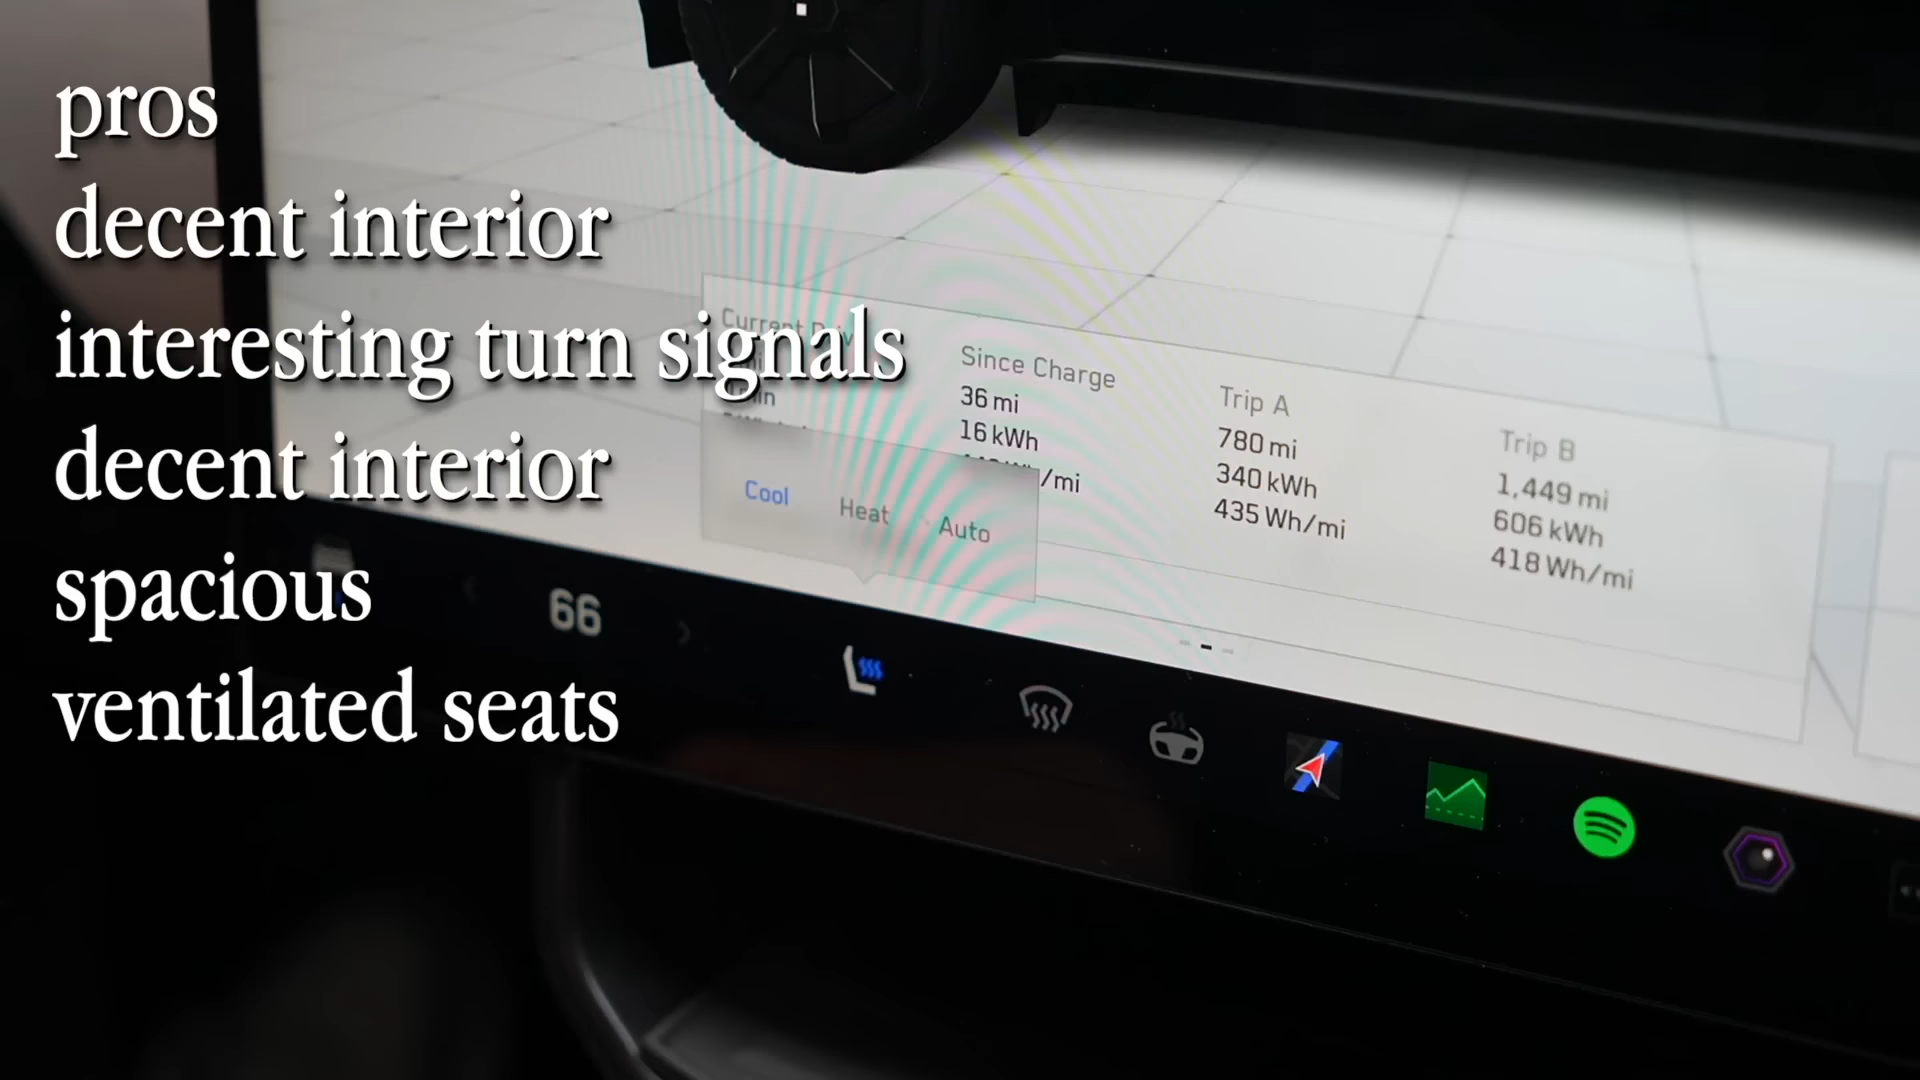 pros
decent interior
interesting turn signals
decent interior
spacious
ventilated seats
Since Charge
36 mi
16 kWh
/mi
Trip A
780 mi
340 kWh
435 Wh/mi
Trip B
1,449 mi
606 kWh
418 Wh/mi
Cool
Heat
Auto
66